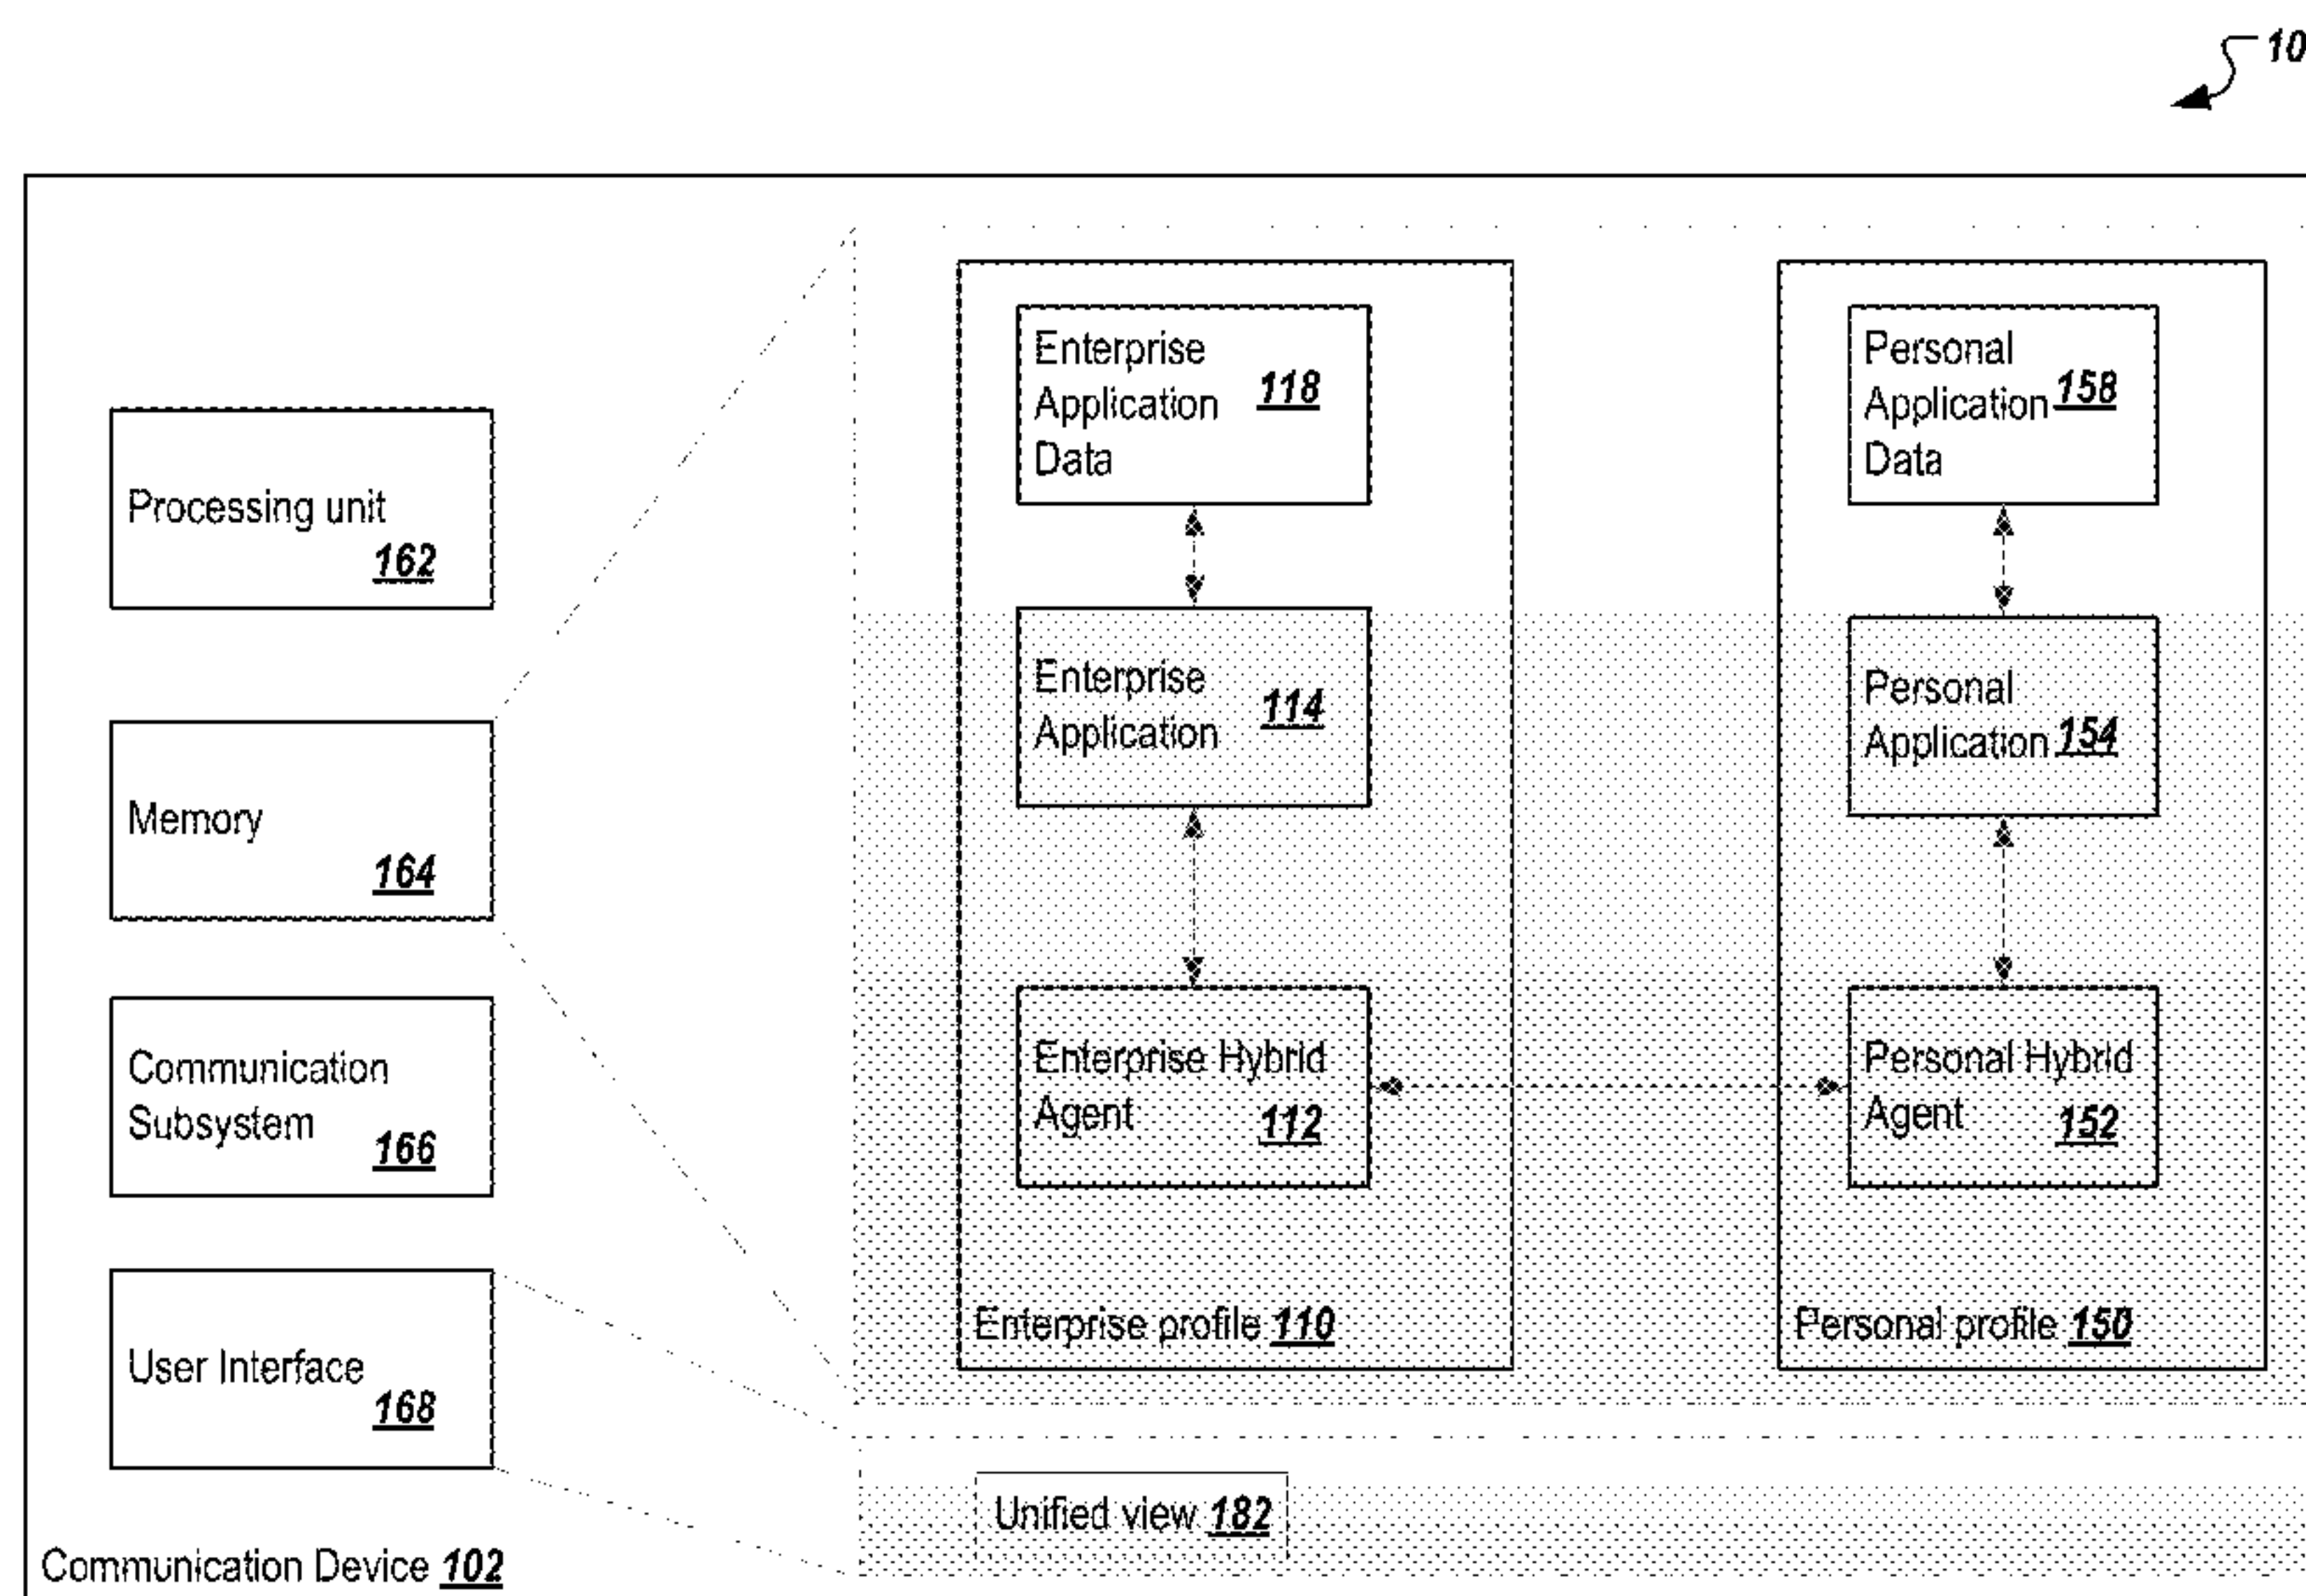 10
Processing unit
162
Memory
164
Communication
Subsystem
166
User Interface
168
Communication Device 102
Enterprise
Application
Data
118
Enterprise
Application
114
Enterprise Hybrid
Agent
112
Enterprise profile 110
Personal
Application
Data
158
Personal
Application
154
Personal Hybrid
Agent
152
Personal profile 150
Unified view 182